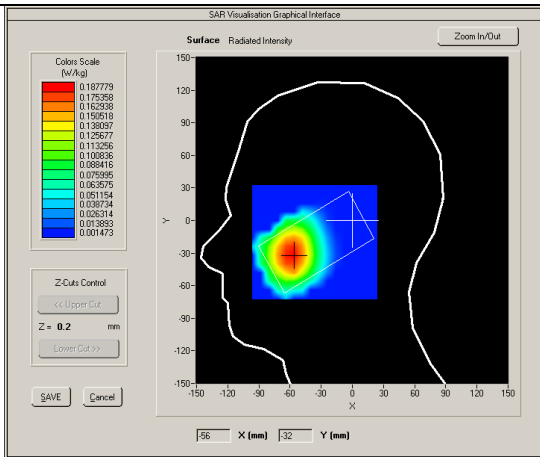 SAR Visualisation Graphical Interface
Surface Radiated Intensity
Zoom In/Out
Colors Scale
(W/kg)
0.187779
0.175358
0.162938
0.150518
0.138097
0.125677
0.113256
0.100836
0.088416
0.075995
0.063575
0.051154
0.038734
0.026314
0.013893
0.001473
Z-Cuts Control
<< Upper Cut
Z = 0.2 mm
Lower Cut >>
SAVE Cancel
150
120
90
60
30
0
-30
-60
-90
-120
-150
Y
-150 -120 -90 -60 -30 0 30 60 90 120 150
X
-56 X (mm) -32 Y (mm)